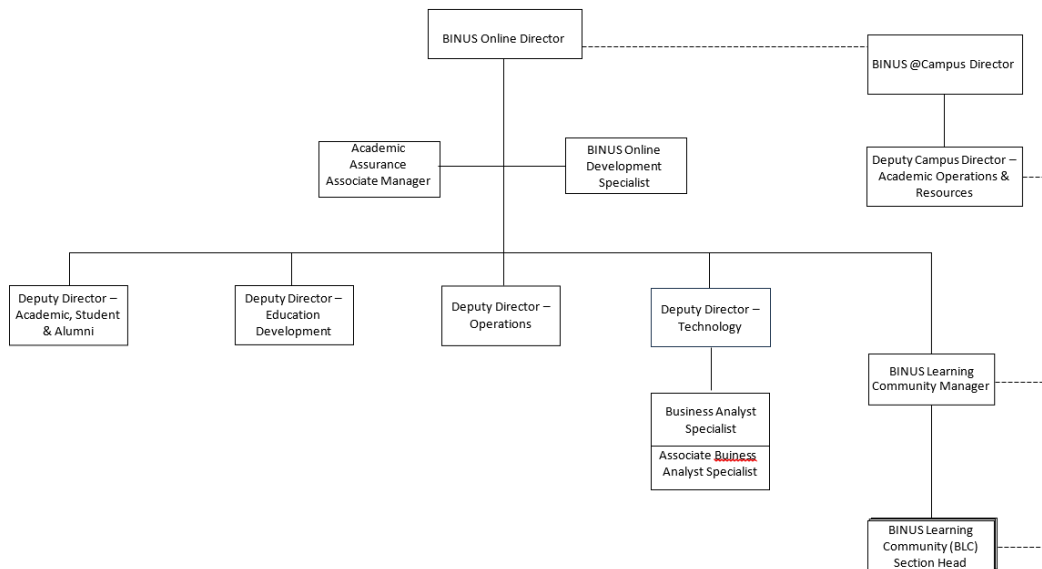 BINUS Online Director
BINUS @Campus Director
Academic
Assurance
Associate Manager
BINUS Online
Development
Specialist
Deputy Campus Director –
Academic Operations &
Resources
Deputy Director –
Academic, Student
& Alumni
Deputy Director –
Education
Development
Deputy Director –
Operations
Deputy Director –
Technology
BINUS Learning
Community Manager
Business Analyst
Specialist
Associate Buiness
Analyst Specialist
BINUS Learning
Community (BLC)
Section Head